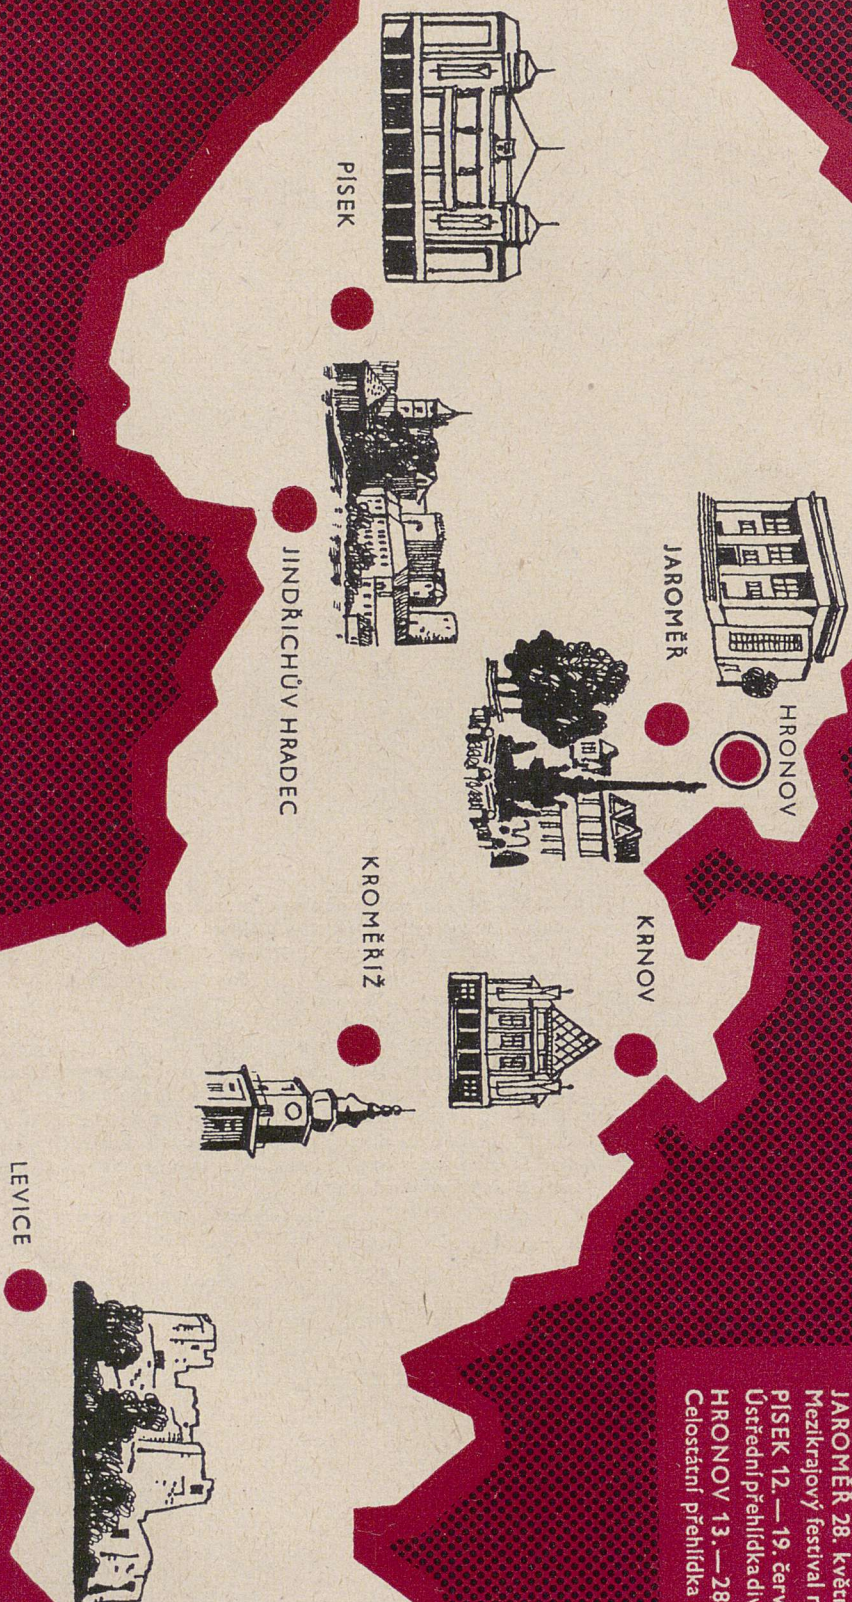 HRONOV
JAROMĚŘ
KRNOV
PÍSEK
KROMĚŘÍŽ
JINDŘICHŮV HRADEC
LEVICE
JAROMĚŘ 28.
Mezikrajový festival
PÍSEK 12.—19.
Ústřední přehlídka
HRONOV 13.—28
Celostátní přehlídka